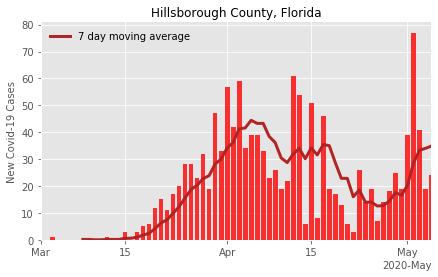 Hillsborough County, Florida
7 day moving average
New Covid-19 Cases
80
70
60
50
40
30
20
10
0
Mar
15
Apr
15
May
2020-May